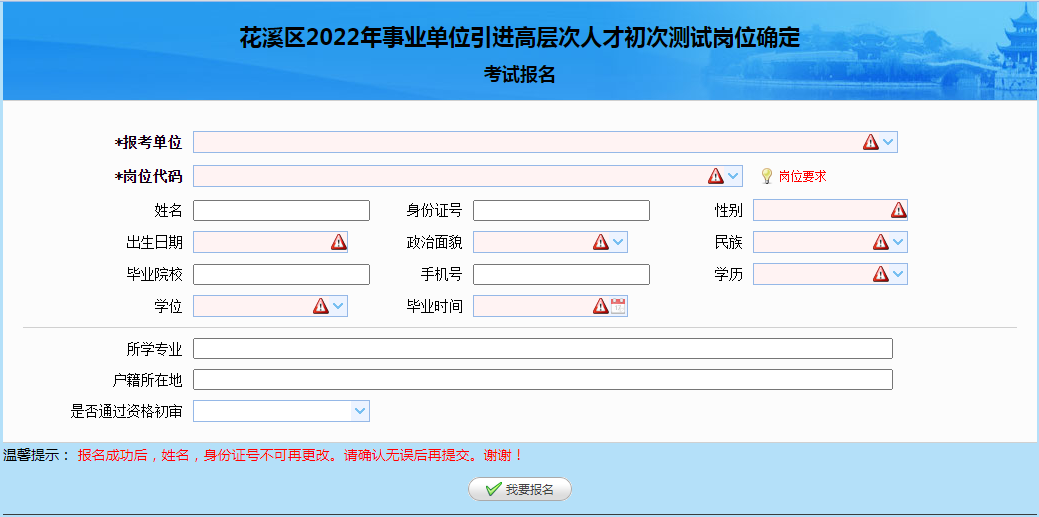 花溪区2022年事业单位引进高层次人才初次测试岗位确定
考试报名
*报考单位
*岗位代码 岗位要求
姓名 身份证号 性别
出生日期 政治面貌 民族
毕业院校 手机号 学历
学位 毕业时间
所学专业
户籍所在地
是否通过资格初审
温馨提示： 报名成功后，姓名，身份证号不可再更改。请确认无误后再提交。谢谢！
我要报名